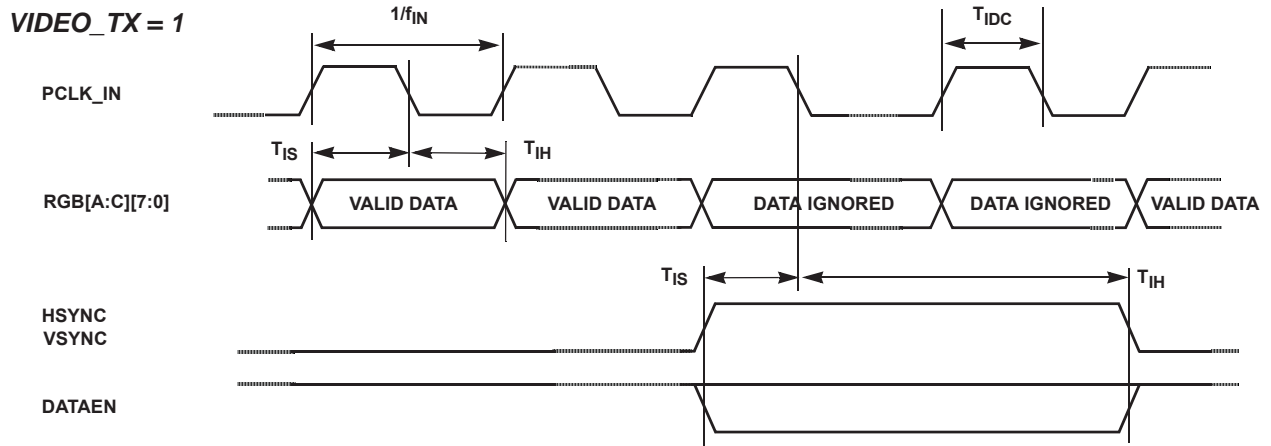 VIDEO_TX = 1
1/fIN
TIDC
PCLK_IN
TIS
TIH
RGB[A:C][7:0]
VALID DATA
VALID DATA
DATA IGNORED
DATA IGNORED
VALID DATA
TIS
TIH
HSYNC
VSYNC
DATAEN